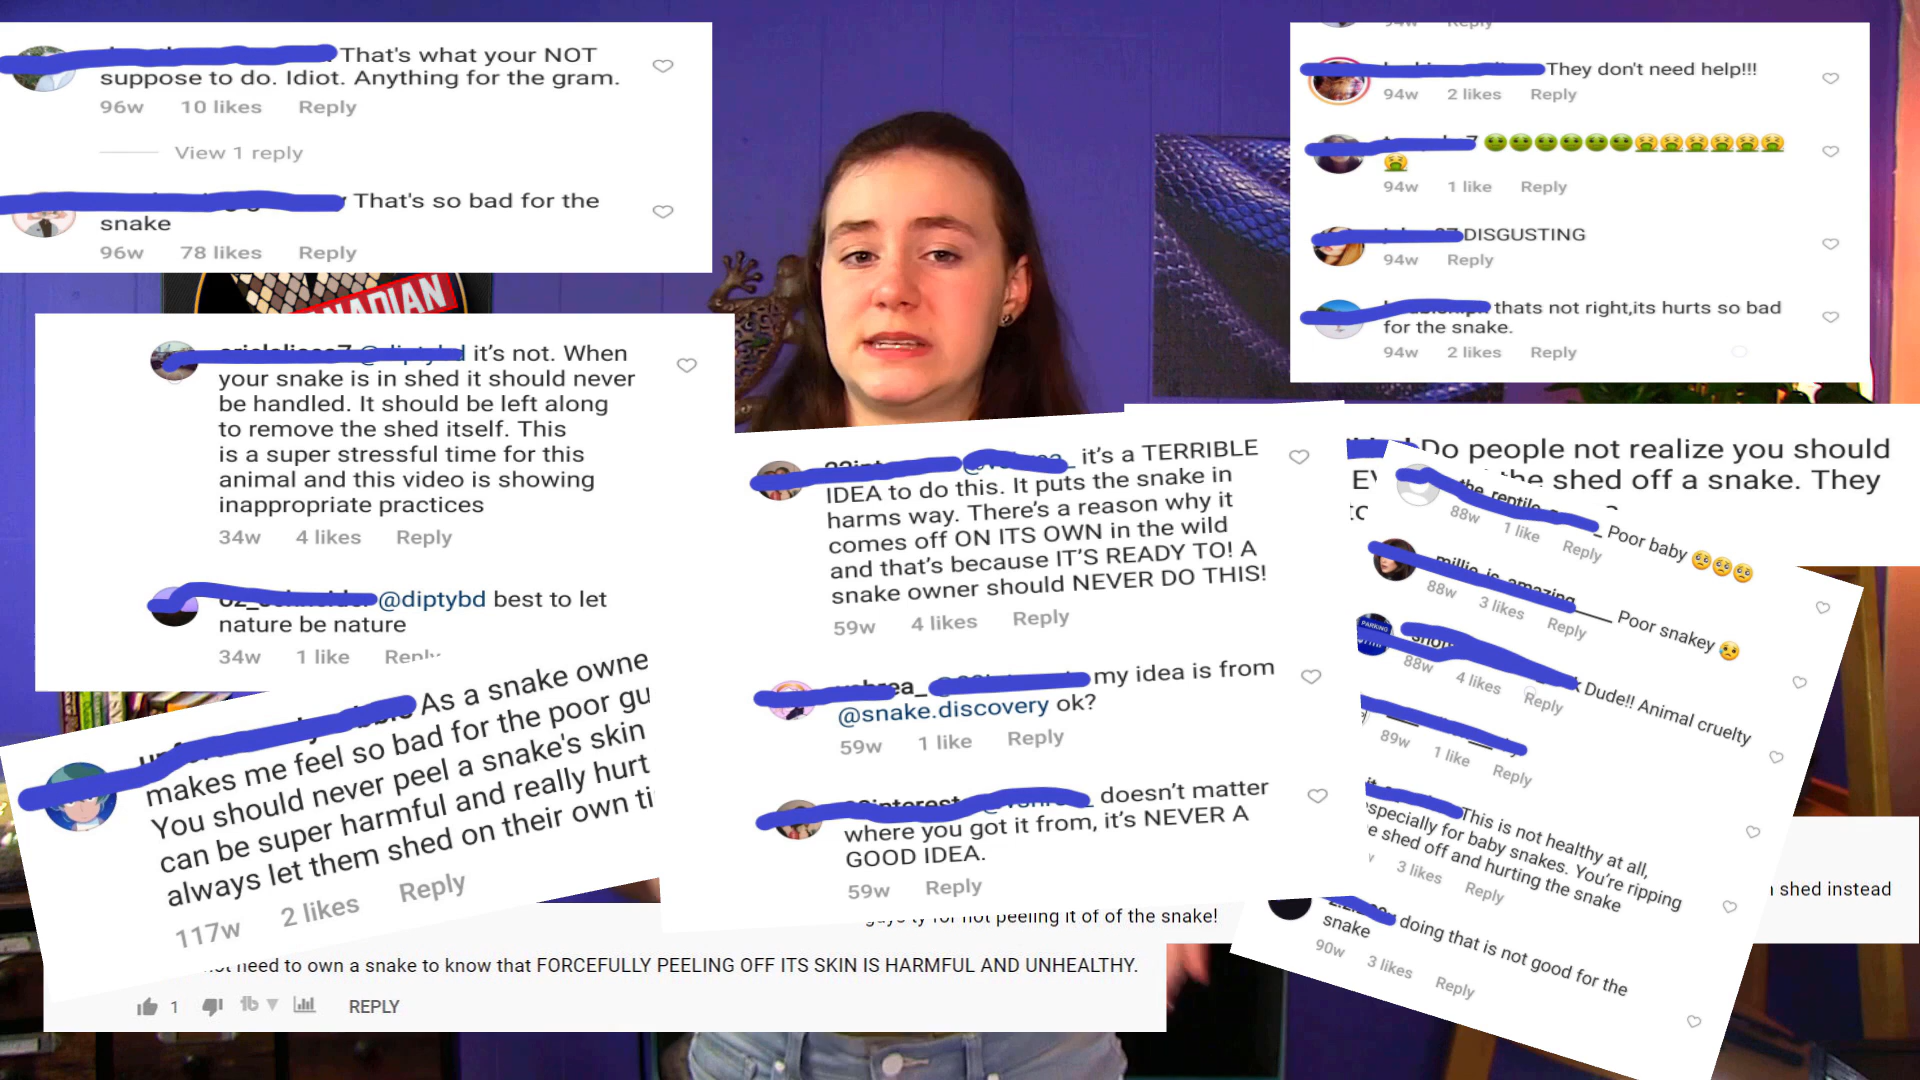 That's what your NOT
suppose to do. Idiot. Anything for the gram.
96w 10 likes Reply
View 1 reply
That's so bad for the
snake
96w 78 likes Reply
@diptybd it's not. When
your snake is in shed it should never
be handled. It should be left along
to remove the shed itself. This
is a super stressful time for this
animal and this video is showing
inappropriate practices
34w 4 likes Reply
@diptybd best to let
nature be nature
34w 1 like Reply
As a snake owne
makes me feel so bad for the poor gu
You should never peel a snake's skin
can be super harmful and really hurt
always let them shed on their own ti
117w 2 likes Reply
need to own a snake to know that FORCEFULLY PEELING OFF ITS SKIN IS HARMFUL AND UNHEALTHY.
1 REPLY
it's a TERRIBLE
IDEA to do this. It puts the snake in
harms way. There's a reason why it
comes off ON ITS OWN in the wild
and that's because IT'S READY TO! A
snake owner should NEVER DO THIS!
59w 4 likes Reply
my idea is from
@snake.discovery ok?
59w 1 like Reply
doesn't matter
where you got it from, it's NEVER A
GOOD IDEA.
59w Reply
guys ty for not peeling it of of the snake!
94w Reply
They don't need help!!!
94w 2 likes Reply
🤢🤢🤢🤢🤢🤢🤮🤮🤮🤮🤮🤮
🤮
94w 1 like Reply
DISGUSTING
94w Reply
thats not right,its hurts so bad
for the snake.
94w 2 likes Reply
Do people not realize you should
the shed off a snake. They
the_reptile
Poor baby 🥺🥺🥺
88w 1 like Reply
millie_is_amazing____ Poor snakey 😥
88w 3 likes Reply
PARKING
Dude!! Animal cruelty
88w 4 likes Reply
89w 1 like Reply
This is not healthy at all,
especially for baby snakes. You're ripping
e shed off and hurting the snake
3 likes Reply
doing that is not good for the
snake
90w 3 likes Reply
shed instead